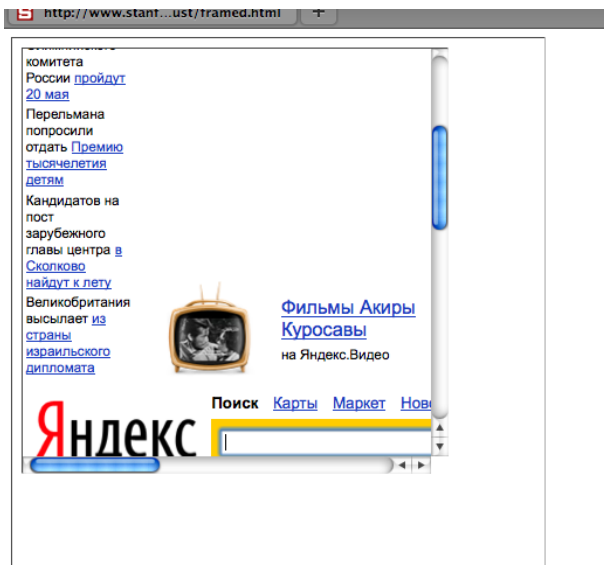 http://www.stanf...ust/framed.html
комитета
России пройдут
20 мая
Перельмана
попросили
отдать Премию
тысячелетия
детям
Кандидатов на
пост
зарубежного
главы центра в
Сколково
найдут к лету
Великобритания
высылает из
страны
израильского
дипломата
Фильмы Акиры
Куросавы
на Яндекс.Видео
Поиск Карты Маркет Ново
Яндекс